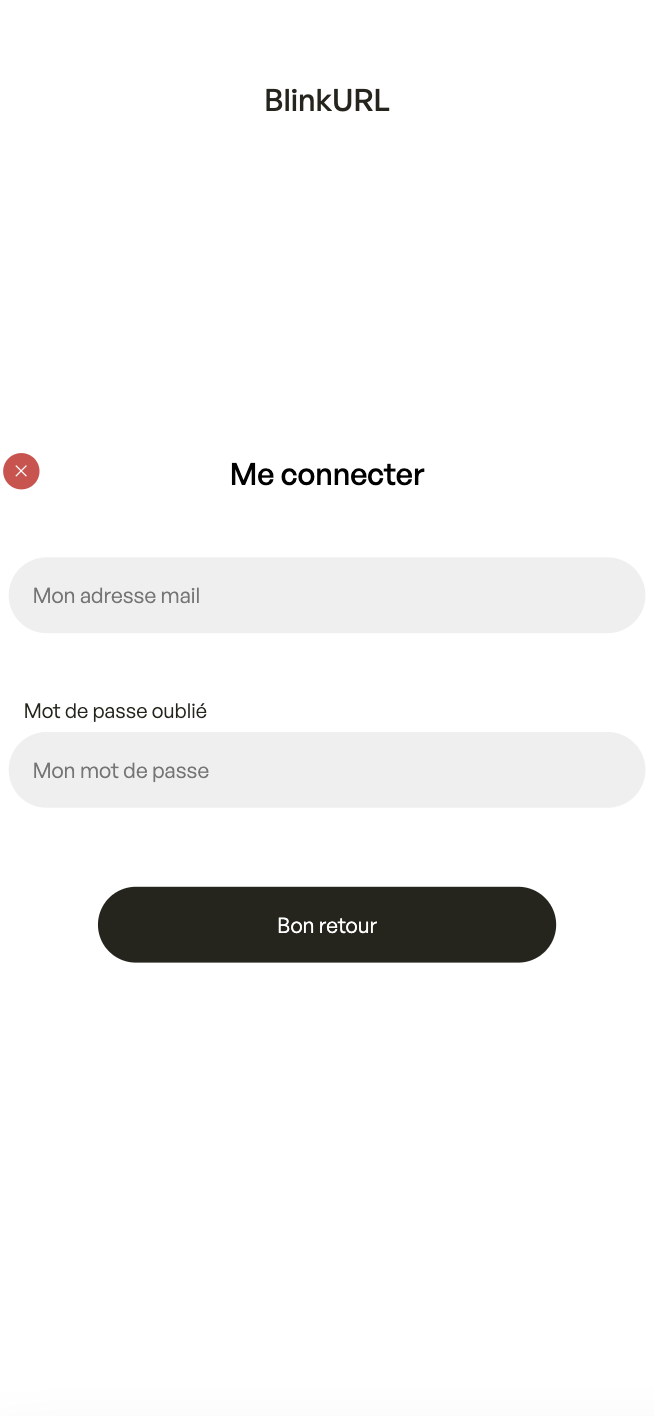 BlinkURL
Me connecter
Mon adresse mail
Mot de passe oublié
Mon mot de passe
Bon retour